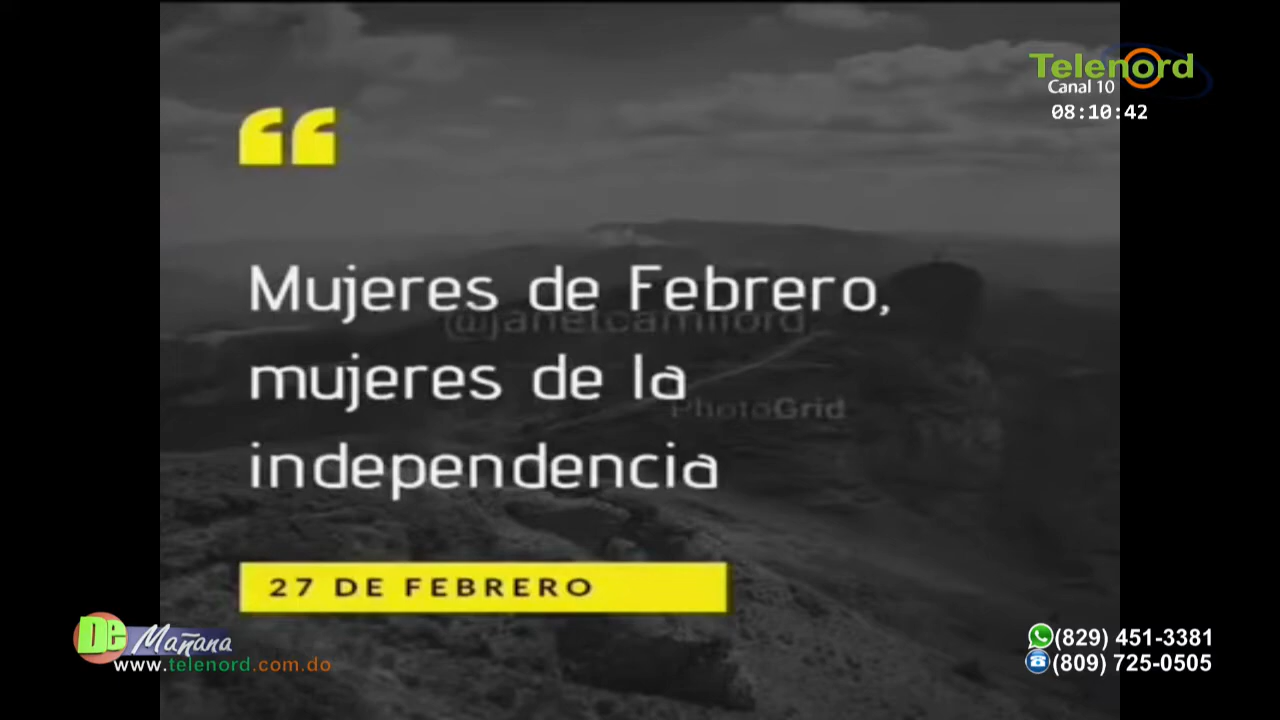 Telenord
Canal 10
08:10:42
Mujeres de Febrero,
@janetcamilord
mujeres de la
PhotoGrid
independencia
27 DE FEBRERO
De Mañana
www.telenord.com.do
(829) 451-3381
(809) 725-0505